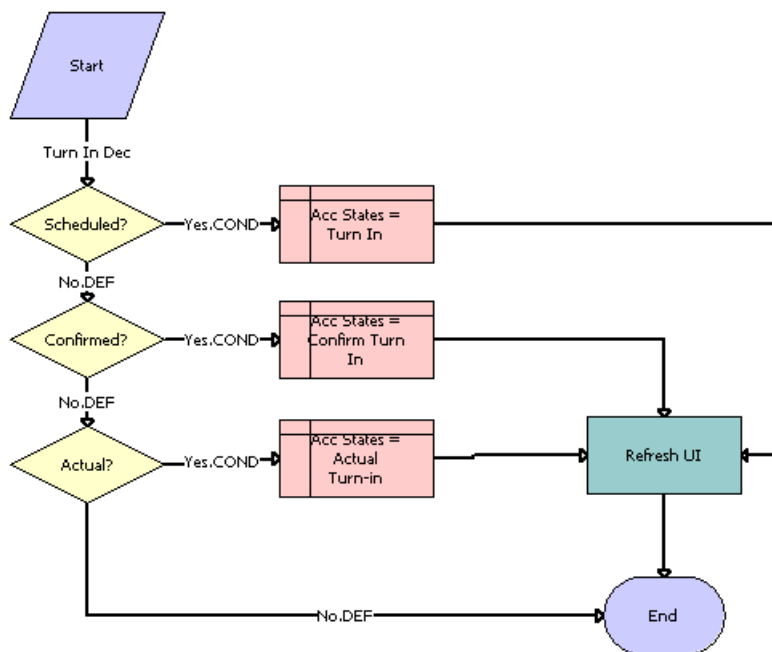 Start
Turn In Dec
Scheduled?
Yes.COND
Acc States =
Turn In
No.DEF
Confirmed?
Yes.COND
Acc States =
Confirm Turn
In
No.DEF
Actual?
Yes.COND
Acc States =
Actual
Turn-in
Refresh UI
No.DEF
End